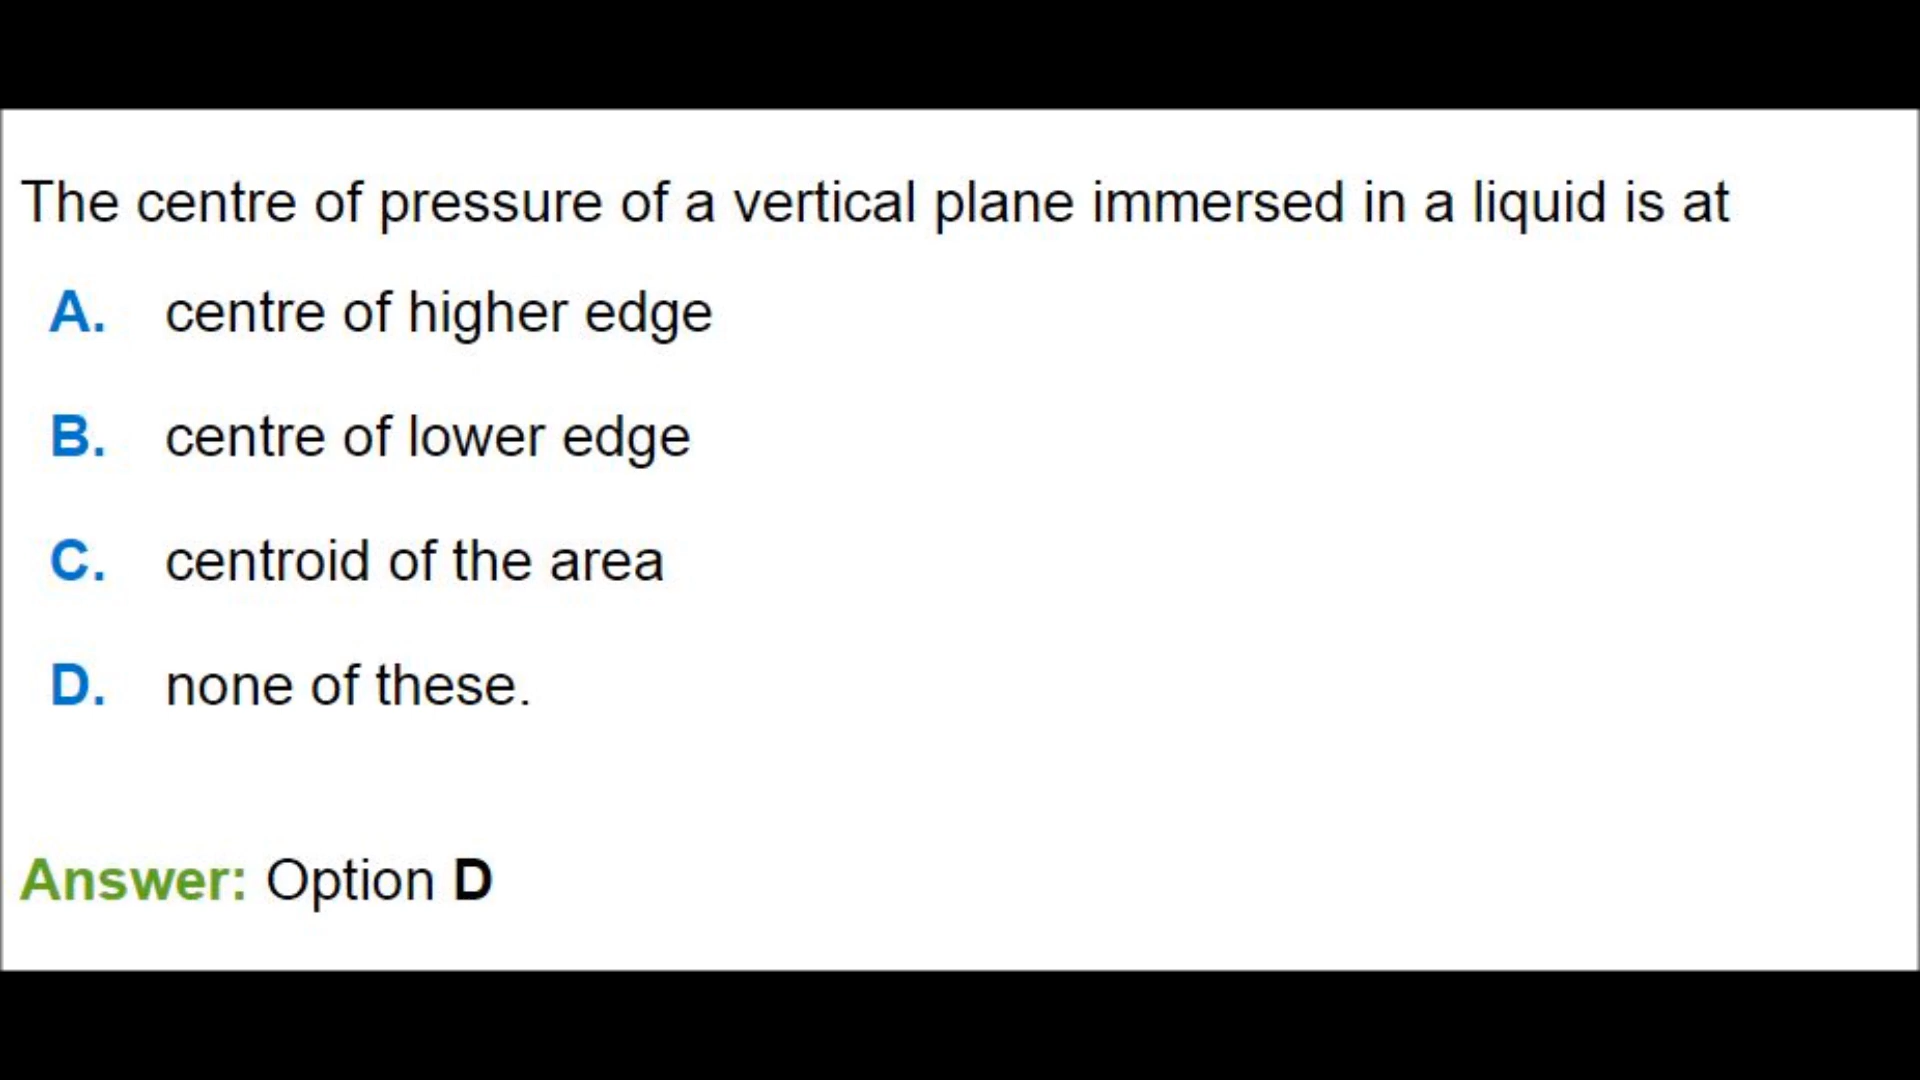 The centre of pressure of a vertical plane immersed in a liquid is at
A. centre of higher edge
B. centre of lower edge
C. centroid of the area
D. none of these.
Answer: Option D